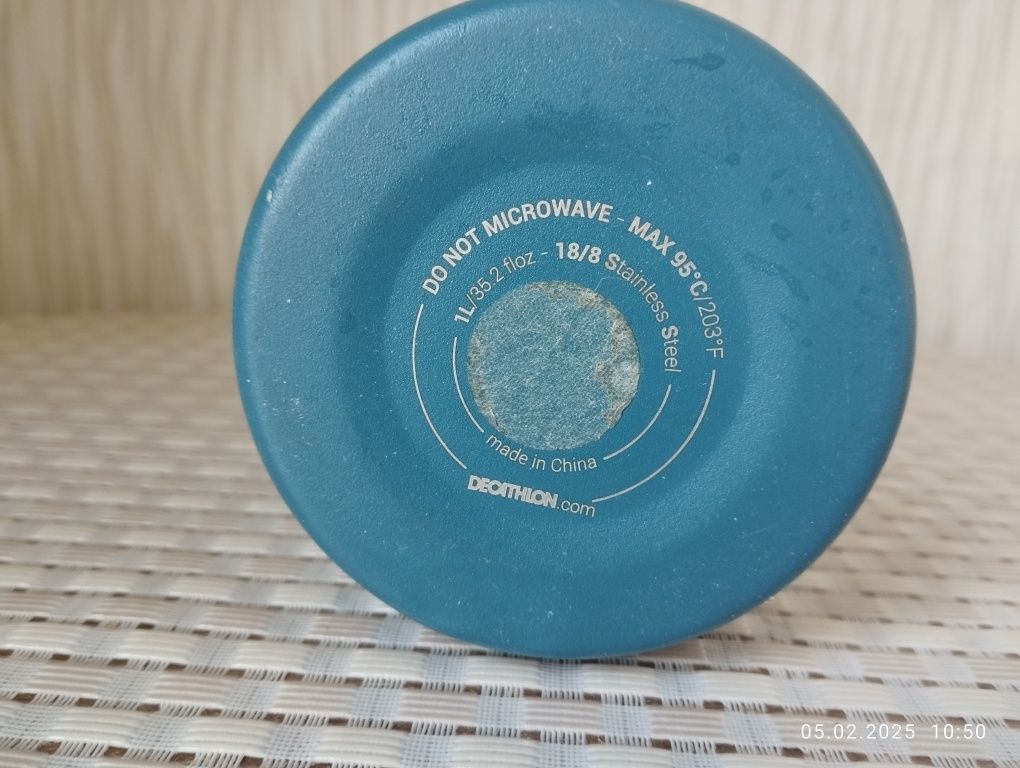 DO NOT MICROWAVE - MAX 95°C/203°F
1L/35.2 floz - 18/8 Stainless Steel
made in China
DECATHLON.com
05.02.2025 10:50